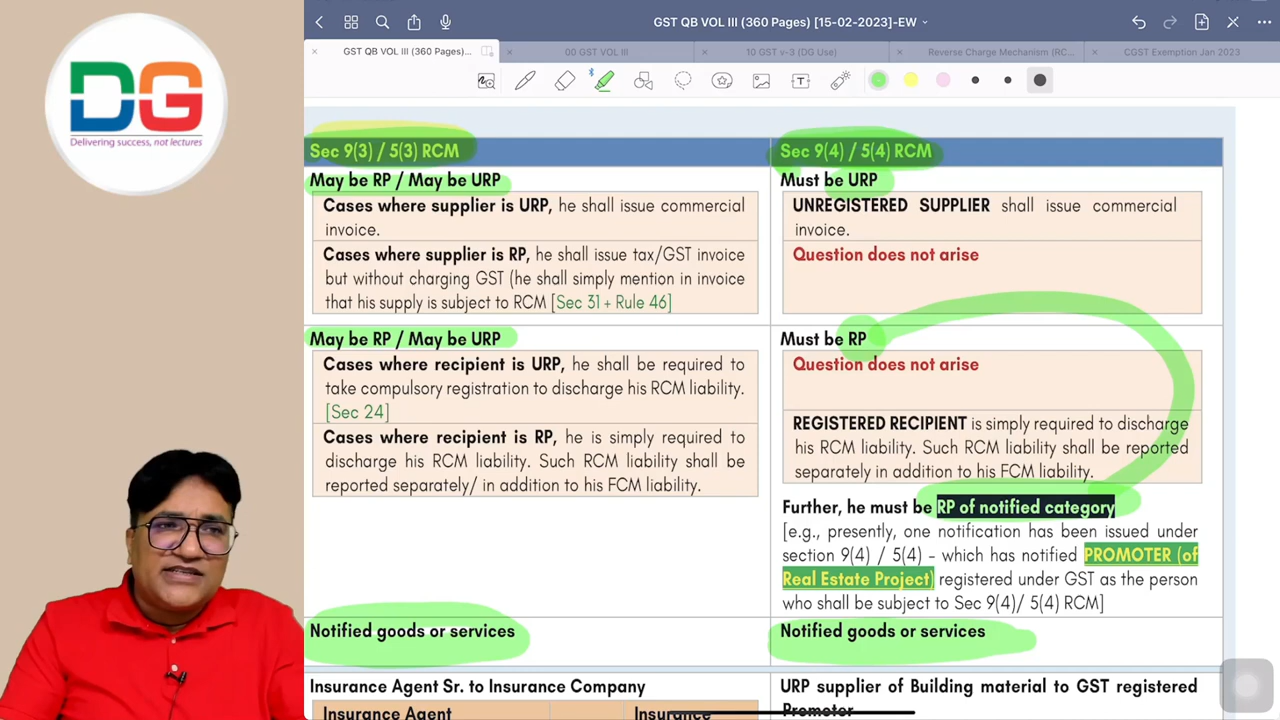 DG
Delivering success, not lectures
GST QB VOL III (360 Pages) [15-02-2023]-EW
GST QB VOL III (360 Pages)...
00 GST VOL III
10 GST v-3 (DG Use)
Reverse Charge Mechanism (RC...
CGST Exemption Jan 2023
Sec 9(3) / 5(3) RCM
May be RP / May be URP
Cases where supplier is URP, he shall issue commercial
invoice.
Cases where supplier is RP, he shall issue tax/GST invoice
but without charging GST (he shall simply mention in invoice
that his supply is subject to RCM [Sec 31 + Rule 46]
May be RP / May be URP
Cases where recipient is URP, he shall be required to
take compulsory registration to discharge his RCM liability.
[Sec 24]
Cases where recipient is RP, he is simply required to
discharge his RCM liability. Such RCM liability shall be
reported separately/ in addition to his FCM liability.
Notified goods or services
Insurance Agent Sr. to Insurance Company
Insurance Agent
Insurance
Sec 9(4) / 5(4) RCM
Must be URP
UNREGISTERED SUPPLIER shall issue commercial
invoice.
Question does not arise
Must be RP
Question does not arise
REGISTERED RECIPIENT is simply required to discharge
his RCM liability. Such RCM liability shall be reported
separately in addition to his FCM liability.
Further, he must be RP of notified category
[e.g., presently, one notification has been issued under
section 9(4) / 5(4) - which has notified PROMOTER (of
Real Estate Project) registered under GST as the person
who shall be subject to Sec 9(4)/ 5(4) RCM]
Notified goods or services
URP supplier of Building material to GST registered
Promoter